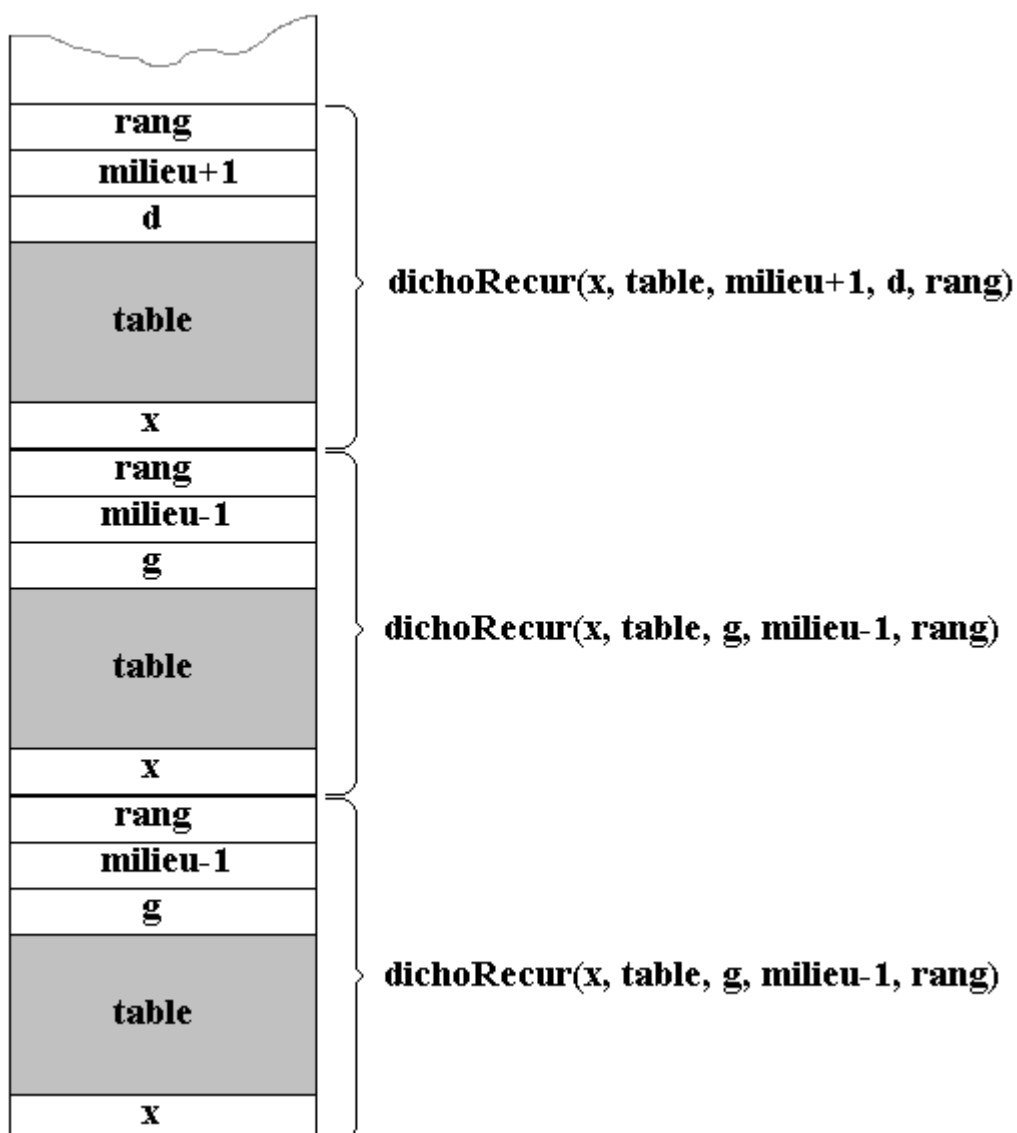 rang
milieu+1
d
table
x
dichoRecur(x, table, milieu+1, d, rang)
rang
milieu-1
g
table
x
dichoRecur(x, table, g, milieu-1, rang)
rang
milieu-1
g
table
x
dichoRecur(x, table, g, milieu-1, rang)